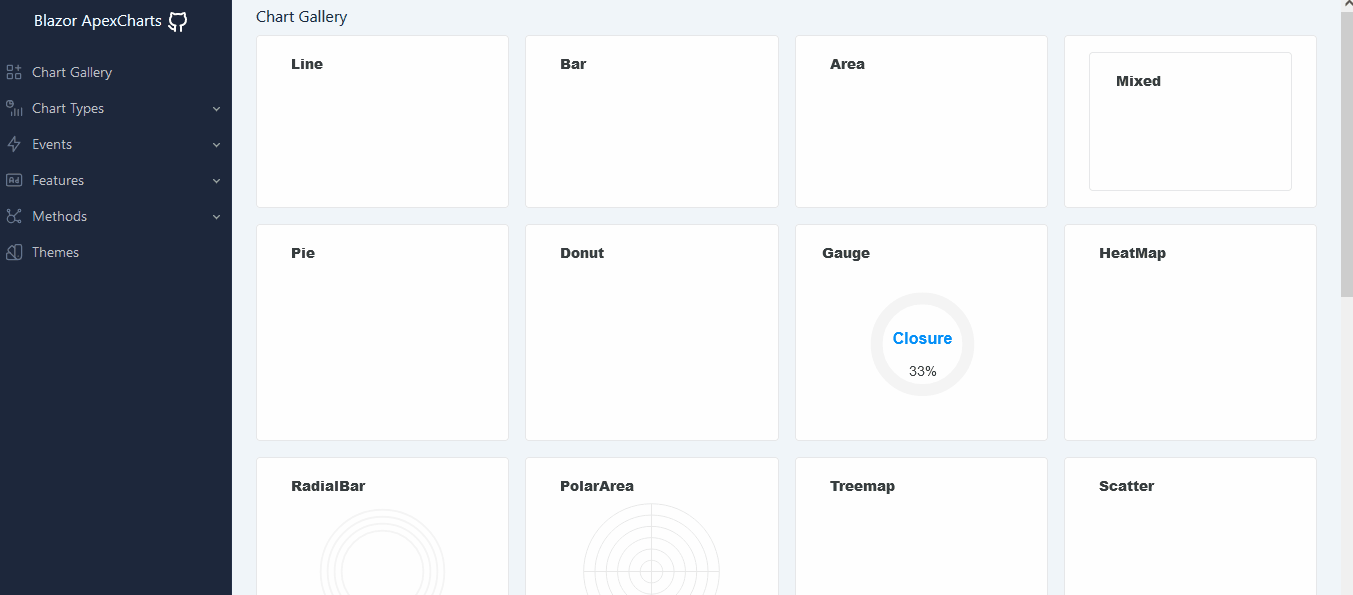 Blazor ApexCharts
Chart Gallery
Chart Types
Events
Features
Methods
Themes
Chart Gallery
Line
Bar
Area
Mixed
Pie
Donut
Gauge
Closure
33%
HeatMap
RadialBar
PolarArea
Treemap
Scatter